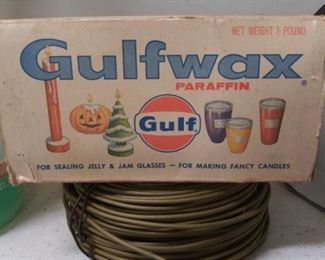 NET WEIGHT 1 POUND
Gulfwax
PARAFFIN
Gulf
FOR SEALING JELLY & JAM GLASSES – FOR MAKING FANCY CANDLES